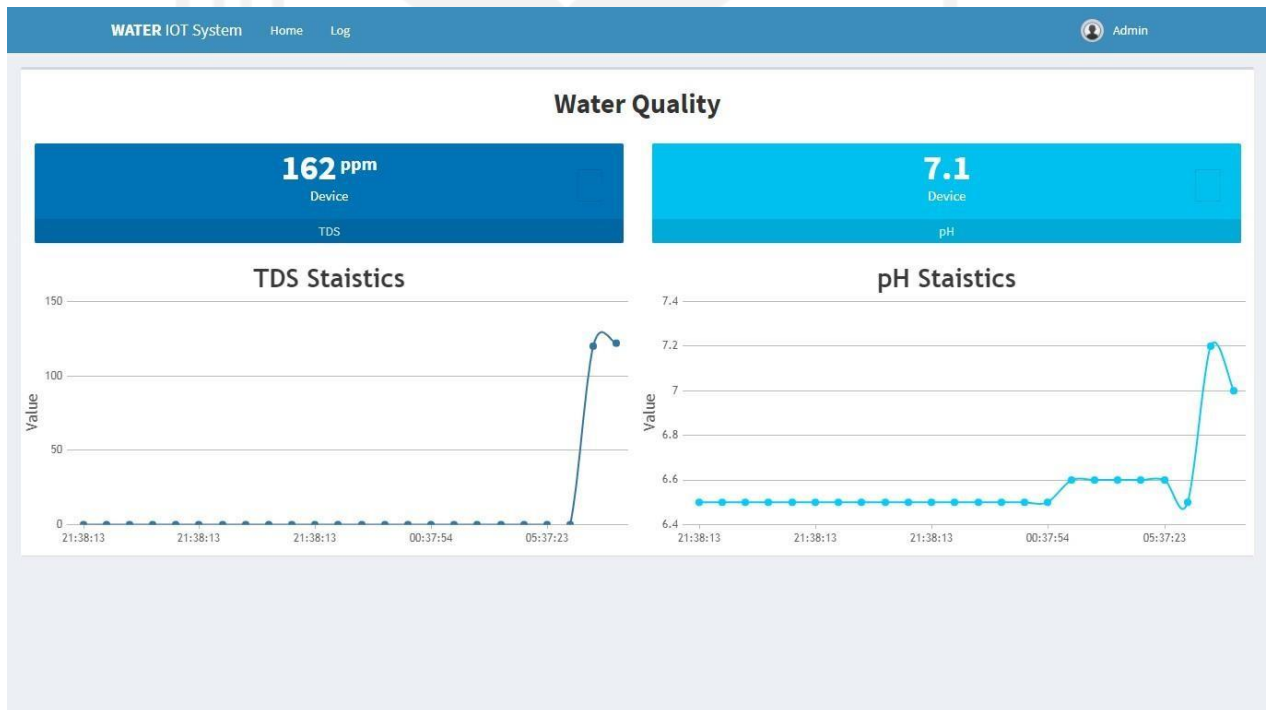 WATER IOT System Home Log Admin
Water Quality
162 ppm
Device
TDS
7.1
Device
pH
TDS Staistics
150
100
50
0
Value
21:38:13 21:38:13 21:38:13 00:37:54 05:37:23
pH Staistics
7.4
7.2
7
6.8
6.6
6.4
Value
21:38:13 21:38:13 21:38:13 00:37:54 05:37:23